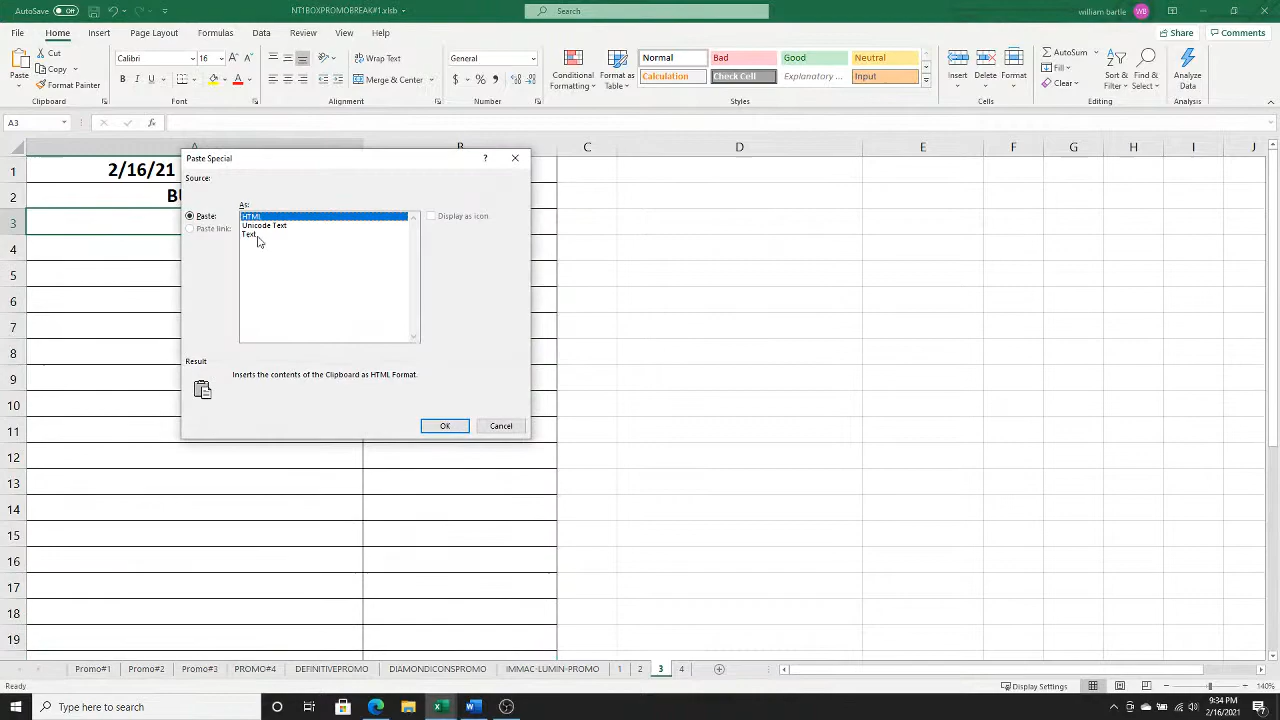 AutoSave Off NT1BOXPROMOBREAK#1.xlsb Search william bartle WB
File Home Insert Page Layout Formulas Data Review View Help Share Comments
Paste Cut Copy Format Painter Clipboard
Calibri 16 B I U Font
Wrap Text Merge & Center Alignment
General $ % Number
Conditional Formatting Format as Table
Normal Bad Good Neutral
Calculation Check Cell Explanatory ... Input
Styles
Insert Delete Format Cells
AutoSum Fill Clear Sort & Filter Find & Select Editing
Analyze Data Analysis
A3 fx
A B C D E F G H I J
1 2/16/21
2 BU
3
4
5
6
7
8
9
10
11
12
13
14
15
16
17
18
19
Paste Special ?
Source:
As:
Paste:
Paste link:
HTML
Unicode Text
Text
Display as icon
Result
Inserts the contents of the Clipboard as HTML Format.
OK Cancel
Promo#1 Promo#2 Promo#3 PROMO#4 DEFINITIVEPROMO DIAMONDICONSPROMO IMMAC-LUMIN-PROMO 1 2 3 4
Ready Display Settings 140%
Type here to search 9:34 PM
2/16/2021